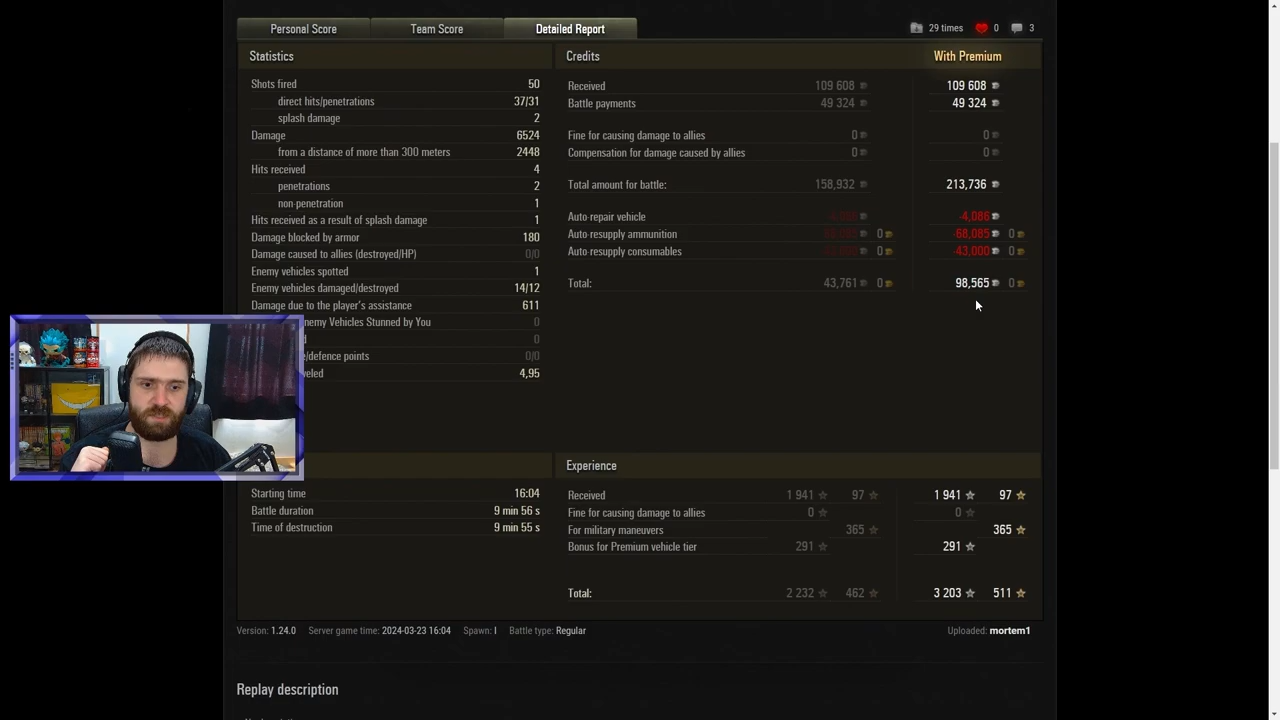 Personal Score Team Score Detailed Report 29 times 0 3
Statistics Credits With Premium
Shots fired 50
direct hits/penetrations 37/31
splash damage 2
Damage 6524
from a distance of more than 300 meters 2448
Hits received 4
penetrations 2
non-penetration 1
Hits received as a result of splash damage 1
Damage blocked by armor 180
Damage caused to allies (destroyed/HP) 0/0
Enemy vehicles spotted 1
Enemy vehicles damaged/destroyed 14/12
Damage due to the player's assistance 611
nemy Vehicles Stunned by You 0
d 0
e/defence points 0/0
veled 4,95
Received 109 608 109 608
Battle payments 49 324 49 324
Fine for causing damage to allies 0 0
Compensation for damage caused by allies 0 0
Total amount for battle: 158,932 213,736
Auto-repair vehicle -4,086
Auto-resupply ammunition 0 -68,085 0
Auto-resupply consumables 0 -43,000 0
Total: 43,761 0 98,565 0
Starting time 16:04
Battle duration 9 min 56 s
Time of destruction 9 min 55 s
Experience
Received 1 941 97 1 941 97
Fine for causing damage to allies 0 0
For military maneuvers 365 365
Bonus for Premium vehicle tier 291 291
Total: 2 232 462 3 203 511
Version: 1.24.0 Server game time: 2024-03-23 16:04 Spawn: I Battle type: Regular Uploaded: mortem1
Replay description